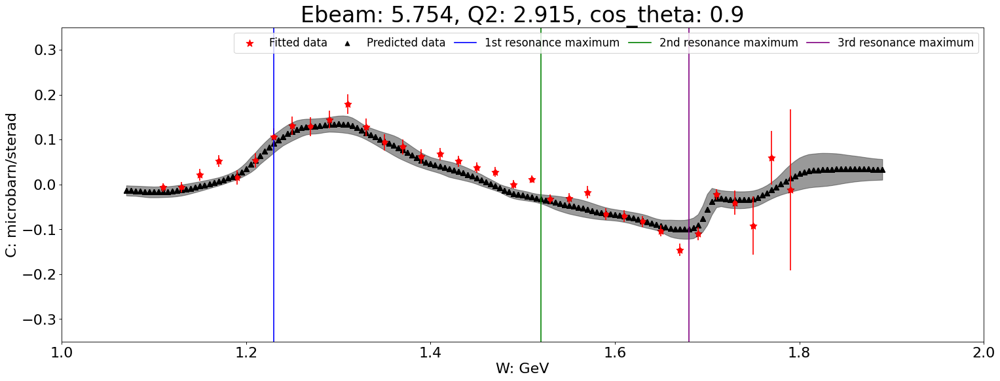 Ebeam: 5.754, Q2: 2.915, cos_theta: 0.9
Fitted data Predicted data 1st resonance maximum 2nd resonance maximum 3rd resonance maximum
C: microbarn/sterad
0.3
0.2
0.1
0.0
−0.1
−0.2
−0.3
1.0 1.2 1.4 1.6 1.8 2.0
W: GeV